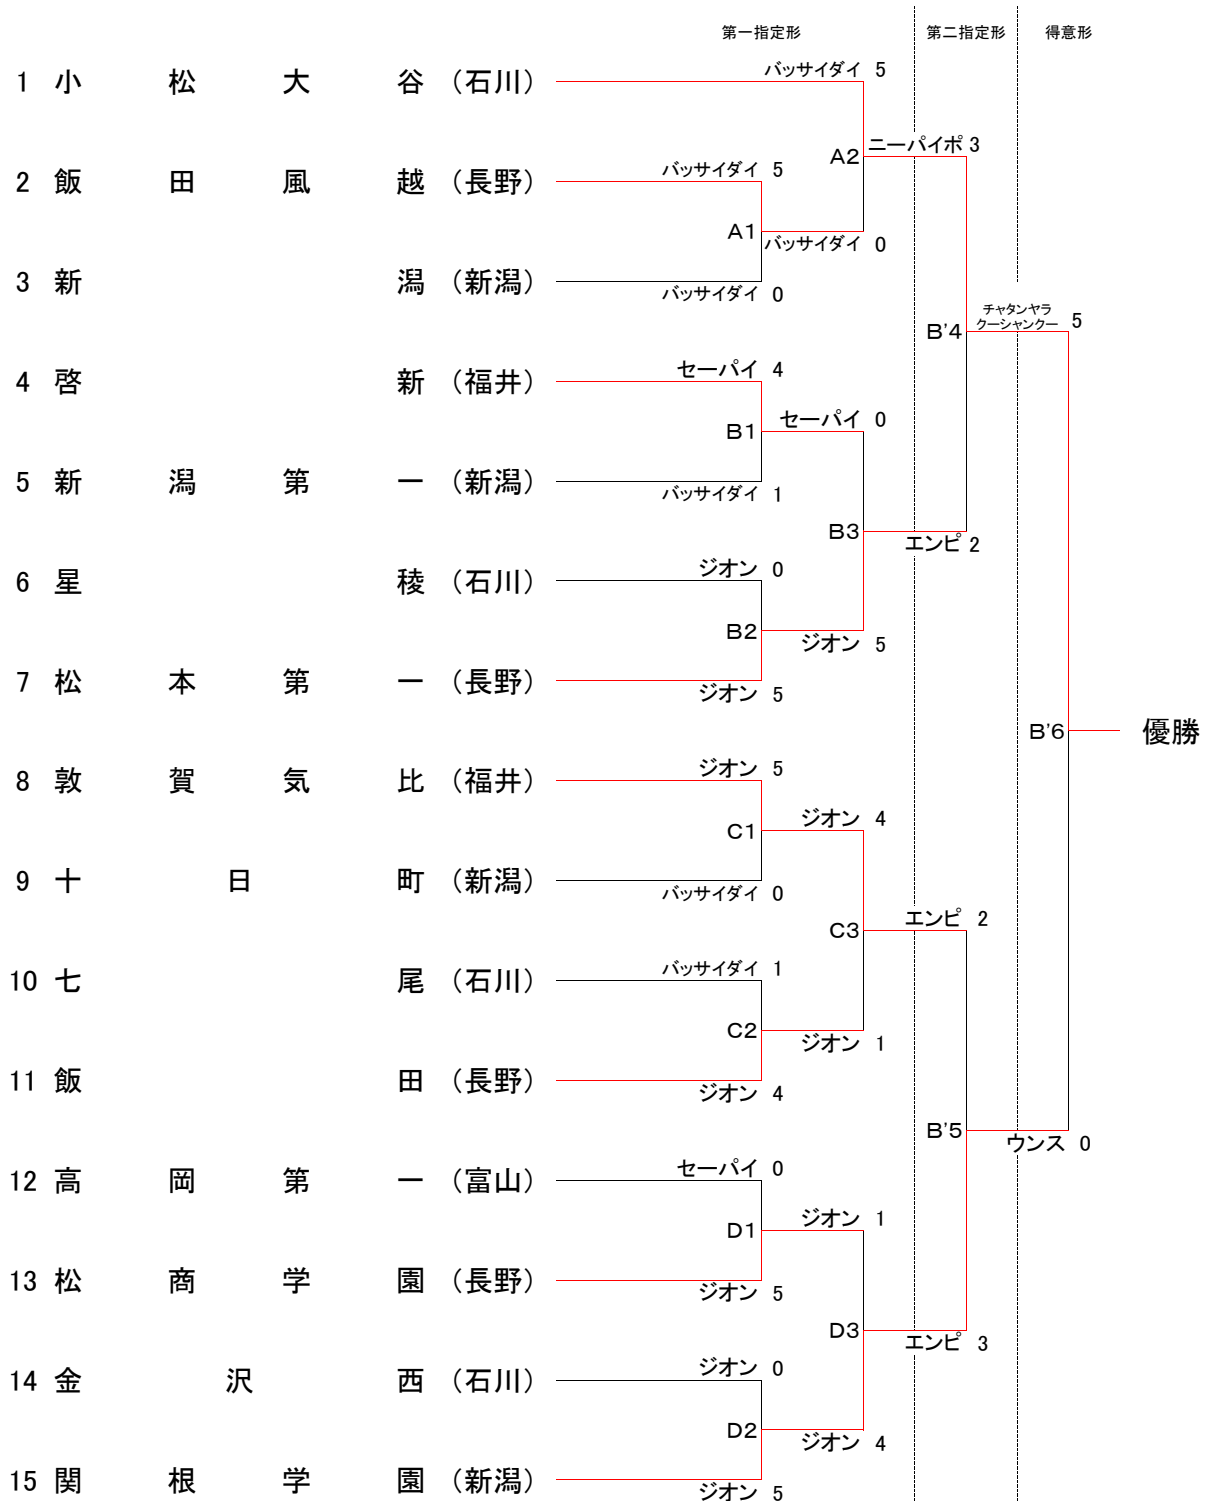 第一指定形 第二指定形 得意形
バッサイダイ 5
1 小松大谷 (石川)
A2 ニーパイポ 3
バッサイダイ 5
2 飯田風越 (長野)
A1
バッサイダイ 0
3 新潟 (新潟)
バッサイダイ 0
チャタンヤラ
クーシャンクー 5
B'4
セーパイ 4
4 啓新 (福井)
セーパイ 0
B1
5 新潟第一 (新潟)
バッサイダイ 1
B3
エンピ 2
ジオン 0
6 星稜 (石川)
B2
ジオン 5
7 松本第一 (長野)
ジオン 5
B'6 優勝
ジオン 5
8 敦賀気比 (福井)
ジオン 4
C1
9 十日町 (新潟)
バッサイダイ 0
エンピ 2
C3
バッサイダイ 1
10 七尾 (石川)
C2
ジオン 1
11 飯田 (長野)
ジオン 4
B'5
ウンス 0
セーパイ 0
12 高岡第一 (富山)
ジオン 1
D1
13 松商学園 (長野)
ジオン 5
D3
エンピ 3
ジオン 0
14 金沢西 (石川)
D2
ジオン 4
15 関根学園 (新潟)
ジオン 5